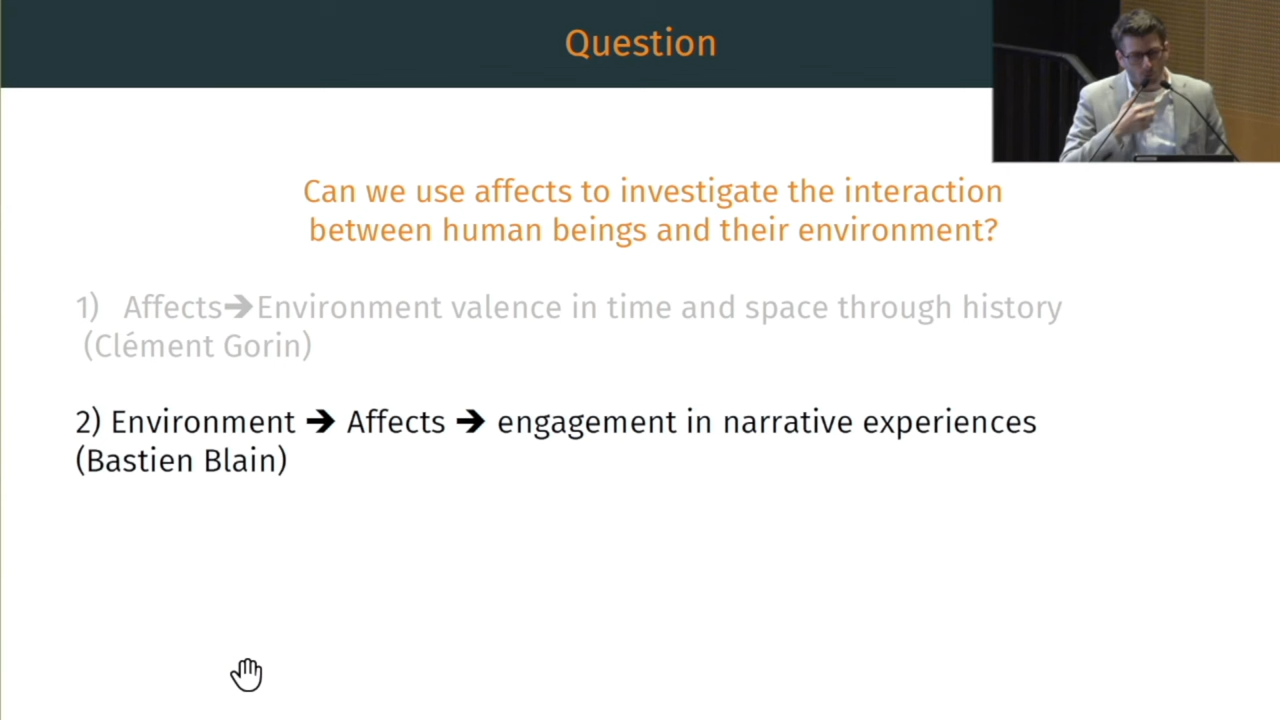 Question
Can we use affects to investigate the interaction
between human beings and their environment?
1) Affects➔Environment valence in time and space through history
(Clément Gorin)
2) Environment ➔ Affects ➔ engagement in narrative experiences
(Bastien Blain)